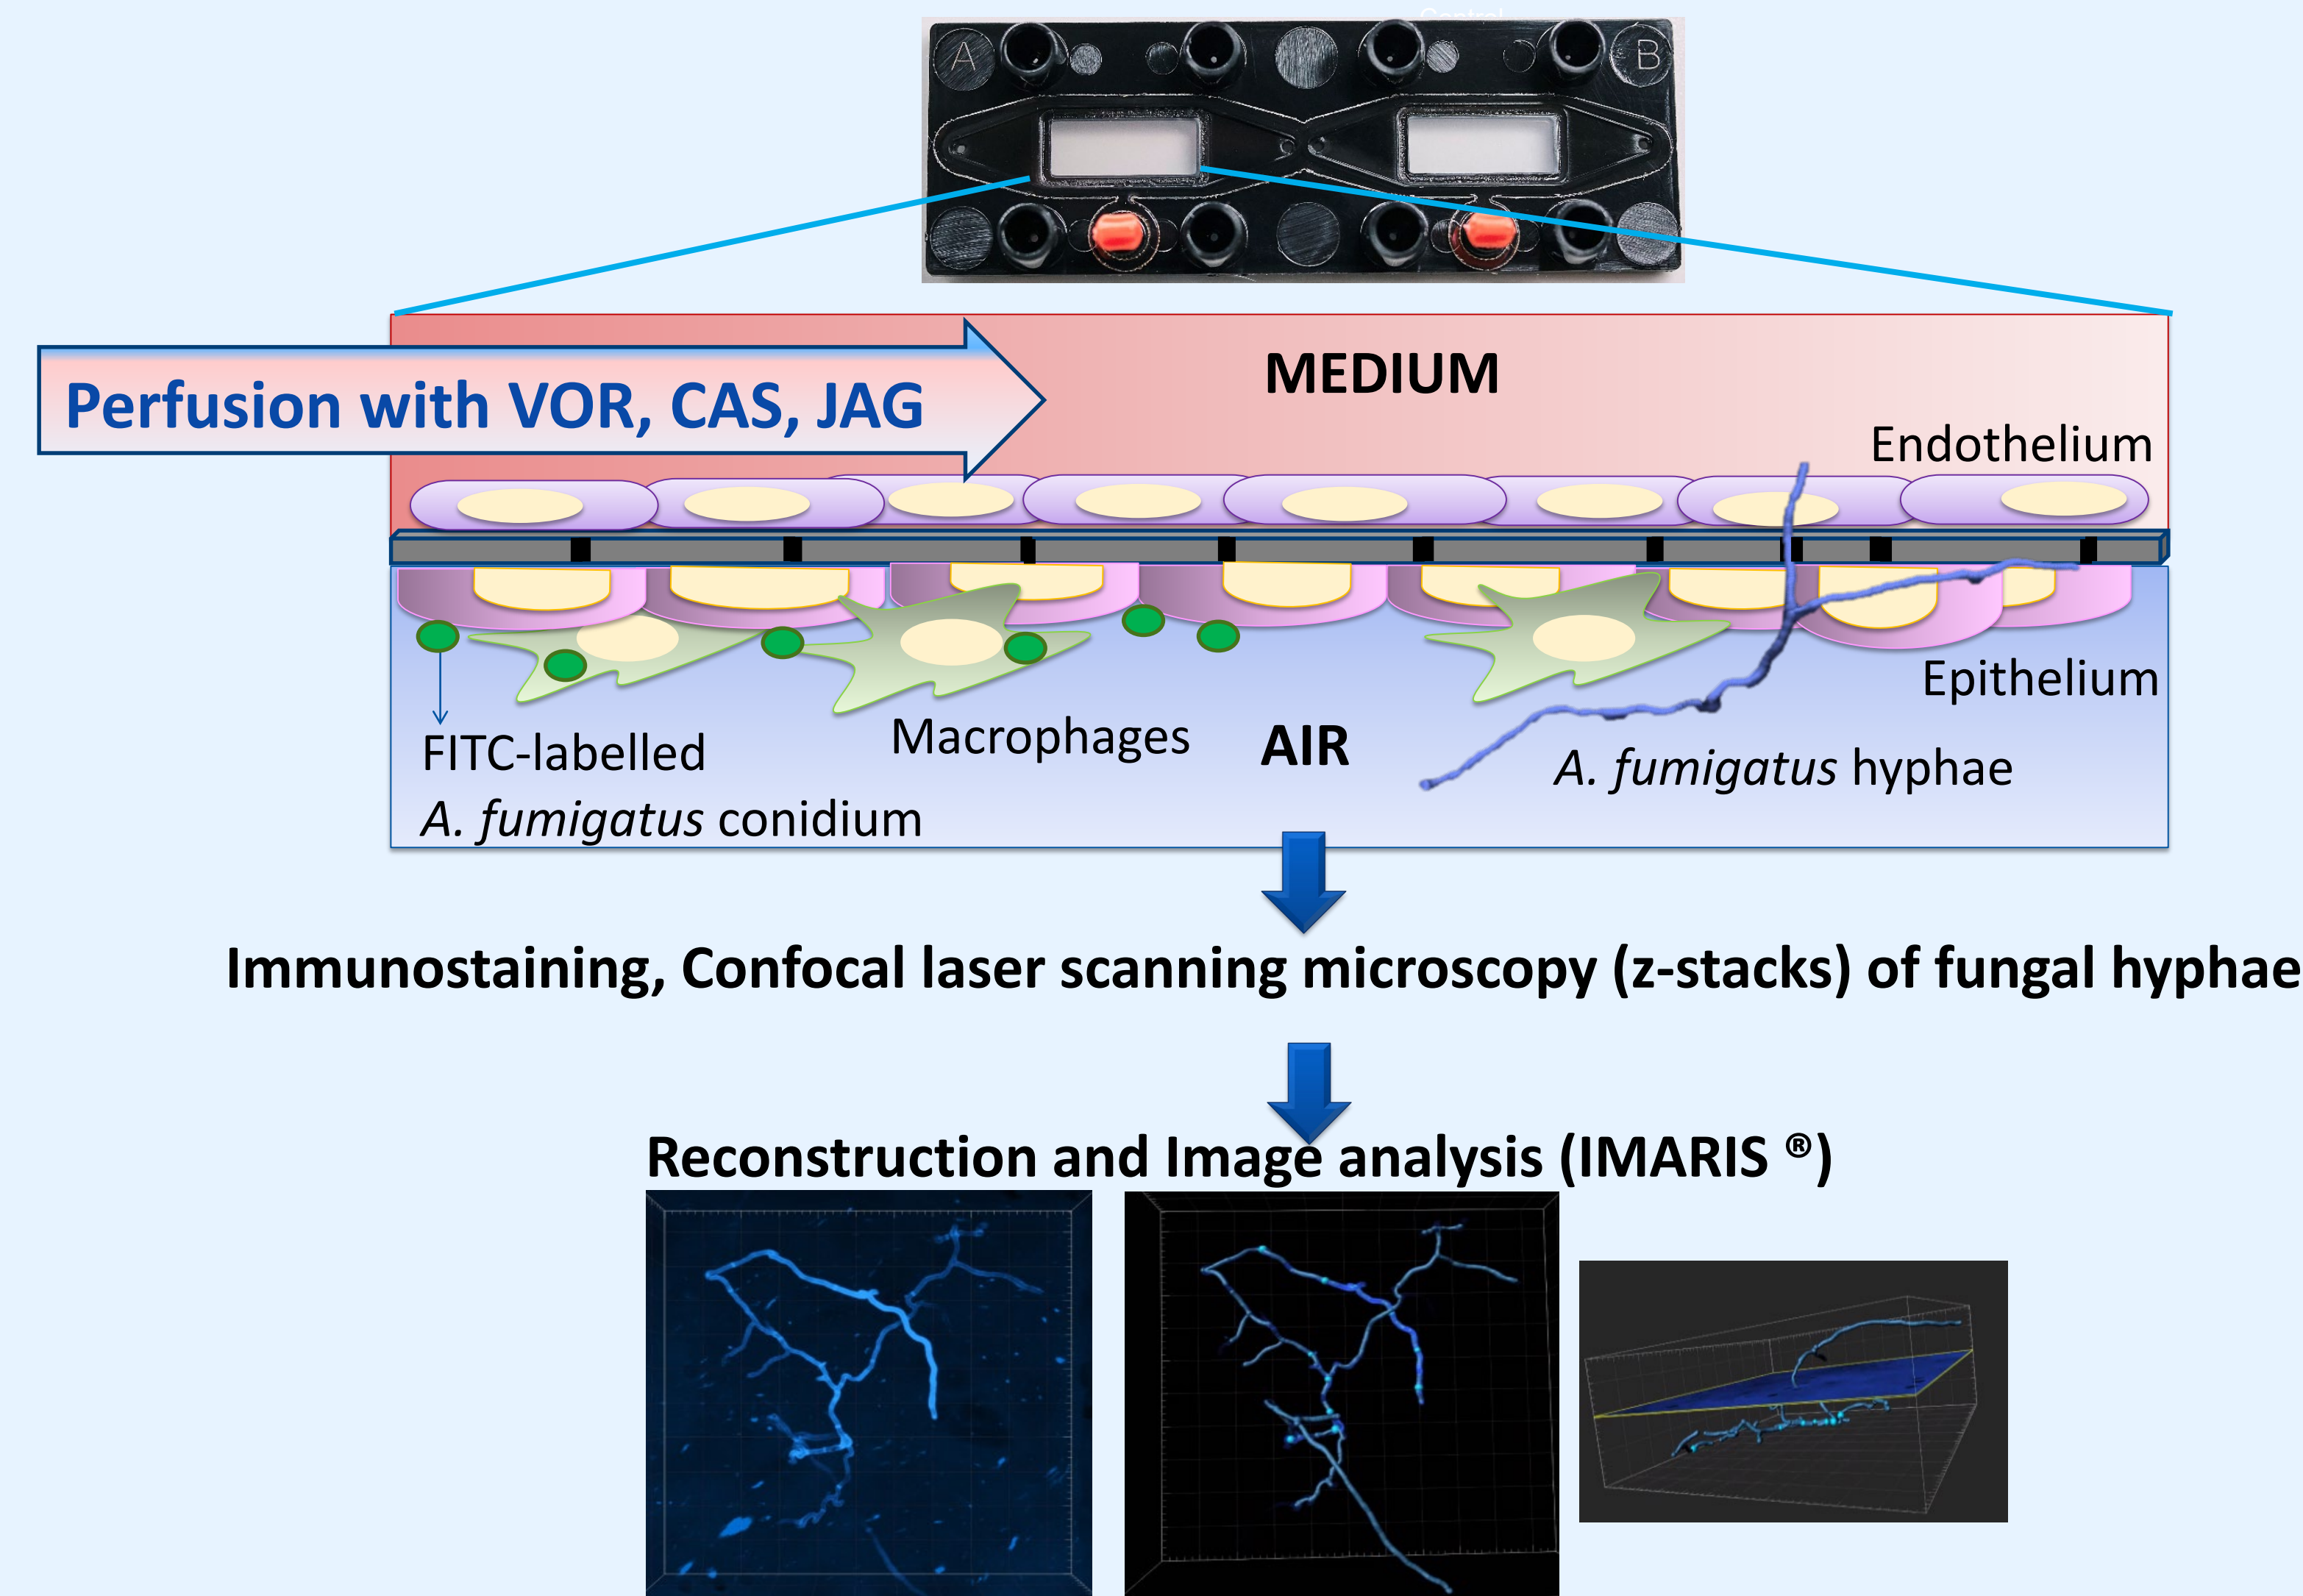 Control
A
B
MEDIUM
Perfusion with VOR, CAS, JAG
Endothelium
Epithelium
Macrophages
AIR
FITC-labelled
A. fumigatus conidium
A. fumigatus hyphae
Immunostaining, Confocal laser scanning microscopy (z-stacks) of fungal hyphae
Reconstruction and Image analysis (IMARIS ®)